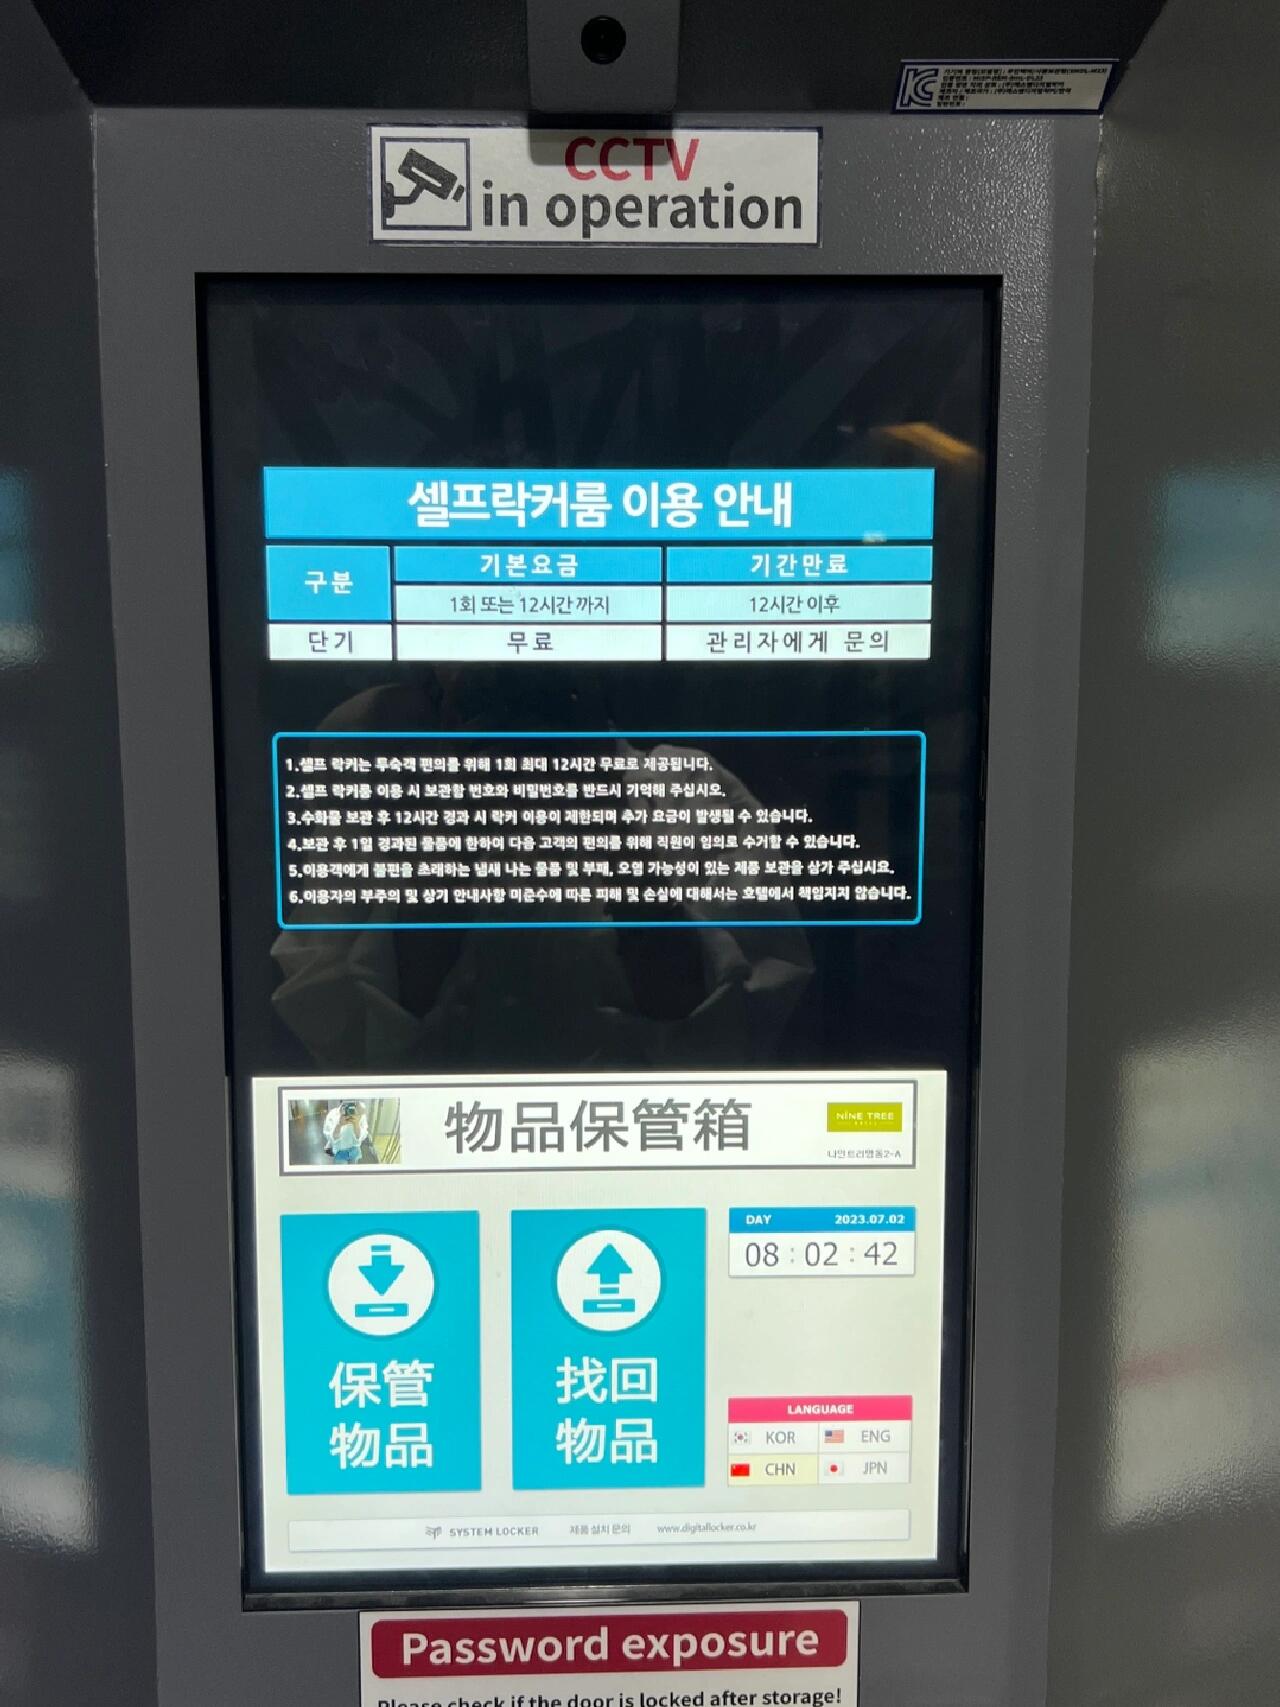 CCTV
in operation
셀프락커룸 이용 안내
구분 기본요금 기간만료
1회 또는 12시간 까지 12시간 이후
단기 무료 관리자에게 문의
1.셀프 락커는 투숙객 편의를 위해 1회 최대 12시간 무료로 제공됩니다.
2.셀프 락커룸 이용 시 보관함 번호와 비밀번호를 반드시 기억해 주십시오.
3.수화물 보관 후 12시간 경과 시 락커 이용이 제한되며 추가 요금이 발생될 수 있습니다.
4.보관 후 1일 경과된 물품에 한하여 다음 고객의 편의를 위해 직원이 임의로 수거할 수 있습니다.
5.이용객에게 불편을 초래하는 냄새 나는 물품 및 부패, 오염 가능성이 있는 제품 보관을 삼가 주십시요.
6.이용자의 부주의 및 상기 안내사항 미준수에 따른 피해 및 손실에 대해서는 호텔에서 책임지지 않습니다.
物品保管箱
NINE TREE
HOTEL
나인트리명동2-A
保管
物品
找回
物品
DAY 2023.07.02
08 : 02 : 42
LANGUAGE
KOR ENG
CHN JPN
SYSTEM LOCKER 제품 설치 문의 www.digitallocker.co.kr
Password exposure
Please check if the door is locked after storage!